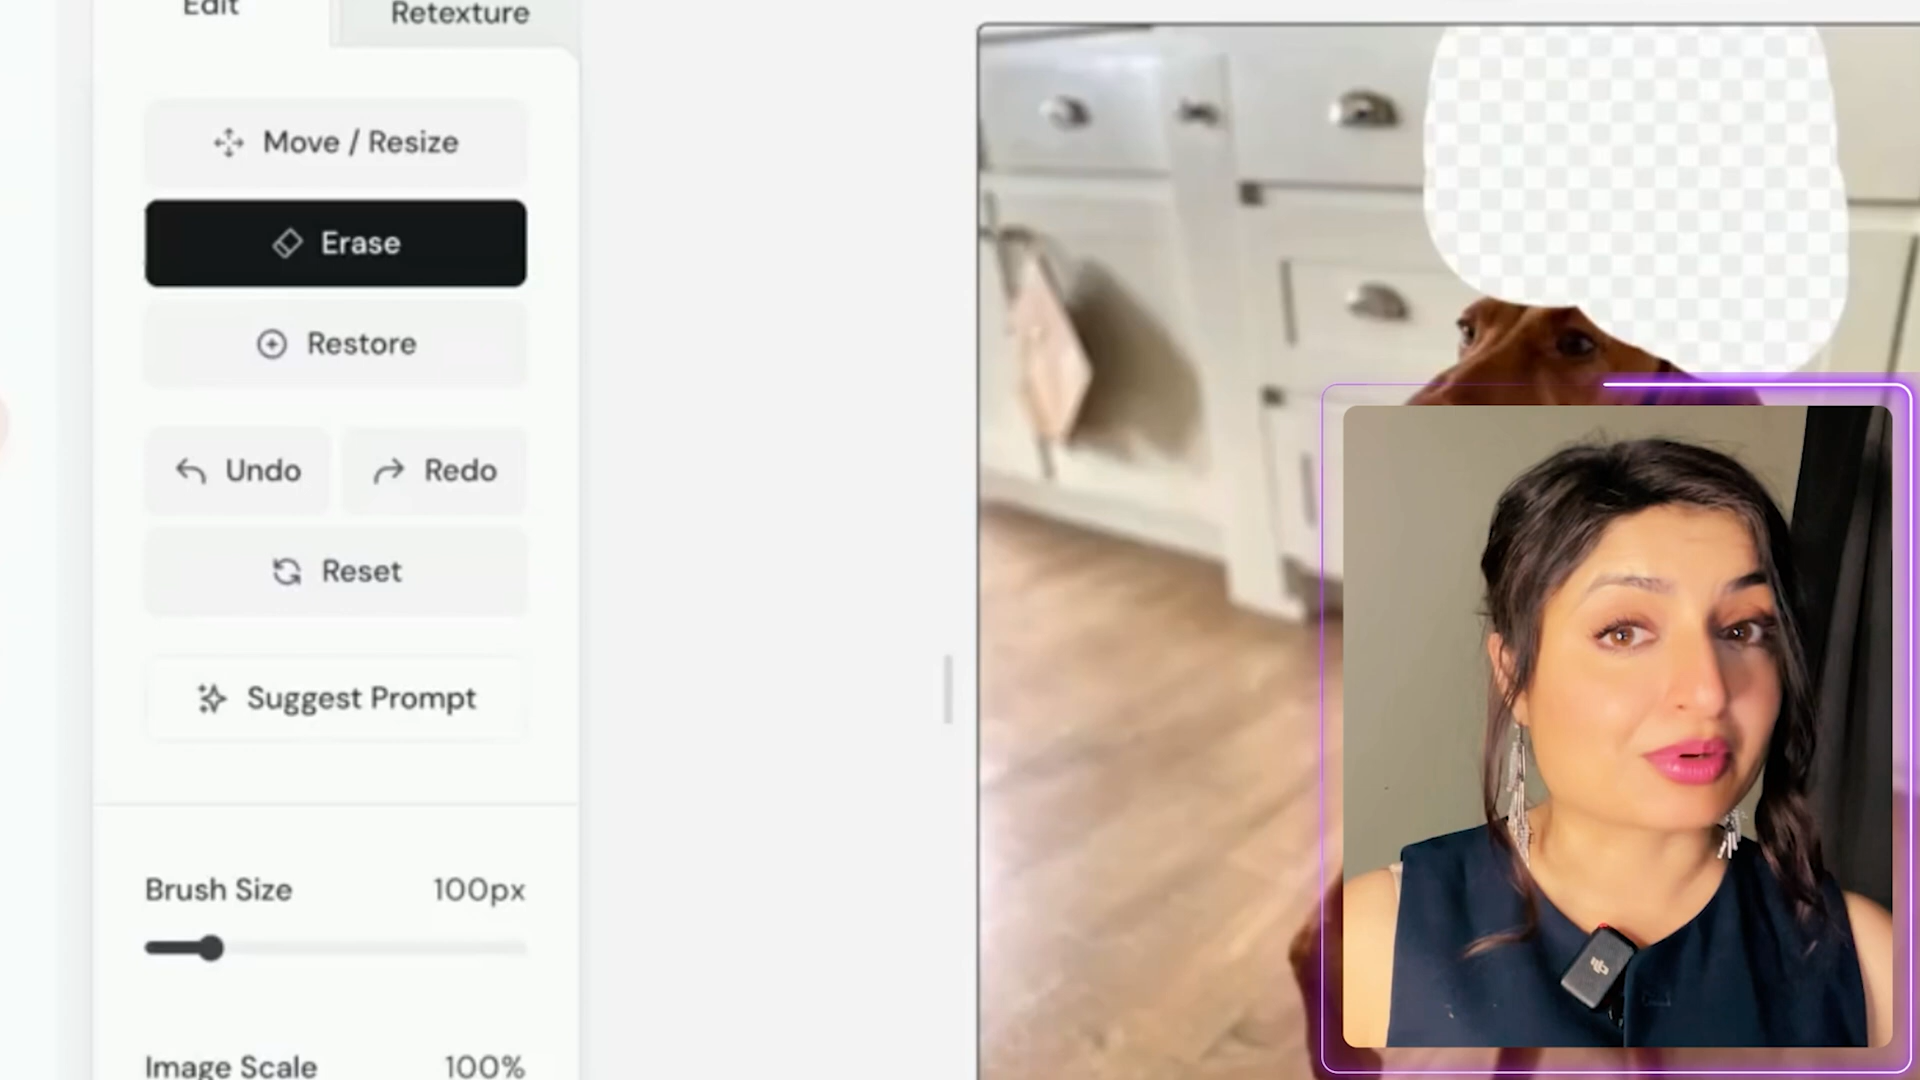 Edit
Retexture
Move / Resize
Erase
Restore
Undo
Redo
Reset
Suggest Prompt
Brush Size
100px
Image Scale
100%